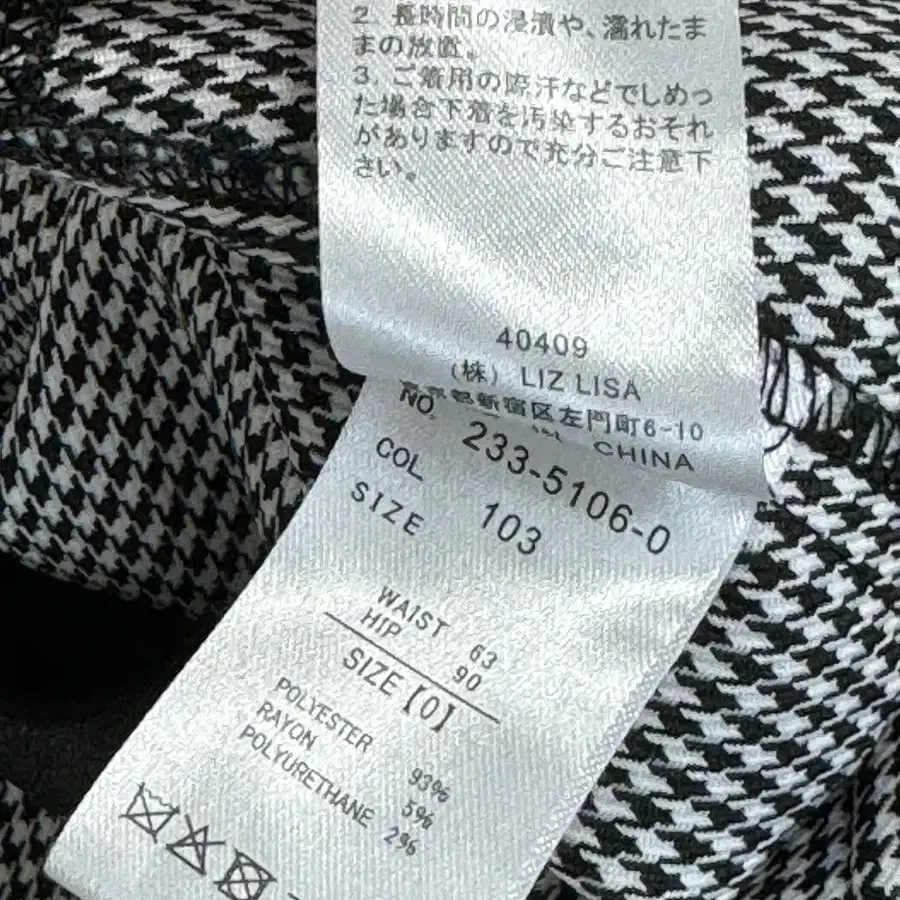 2. 長時間の浸漬や、濡れたま
まの放置。
3. ご着用の際汗などでしめっ
た場合下着を汚染するおそれ
がありますので充分ご注意下
さい。
40409
(株) LIZ LISA
東京都新宿区左門町6-10
CHINA
NO. 233-5106-0
COL 103
SIZE
WAIST 63
HIP 90
SIZE【0】
POLYESTER 93%
RAYON 5%
POLYURETHANE 2%